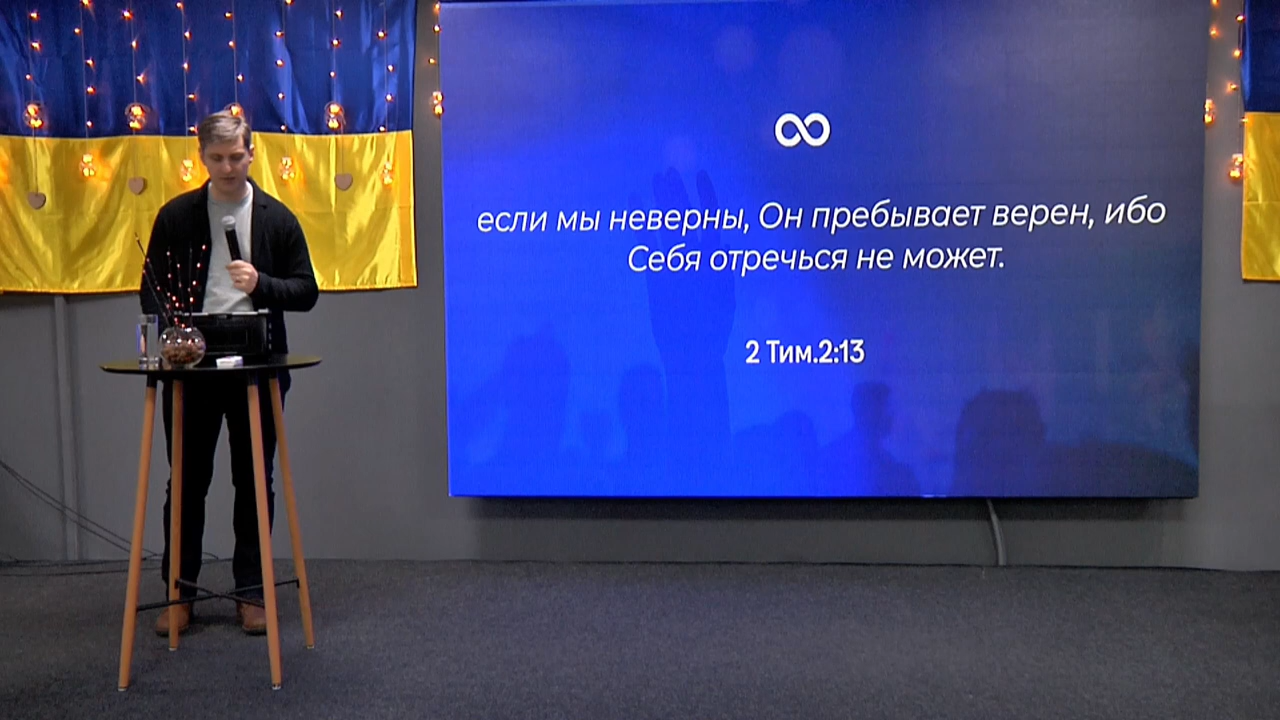 если мы неверны, Он пребывает верен, ибо
Себя отречься не может.
2 Тим.2:13